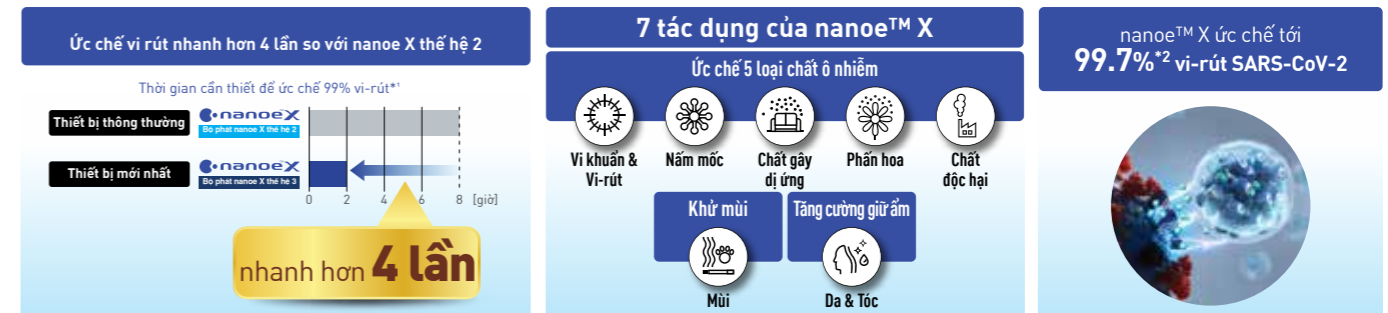 Ức chế vi rút nhanh hơn 4 lần so với nanoe X thế hệ 2
Thời gian cần thiết để ức chế 99% vi-rút*¹
Thiết bị thông thường
nanoeX
Bộ phát nanoe X thế hệ 2
Thiết bị mới nhất
nanoeX
Bộ phát nanoe X thế hệ 3
0 2 4 6 8 [giờ]
nhanh hơn 4 lần
7 tác dụng của nanoe™ X
Ức chế 5 loại chất ô nhiễm
Vi khuẩn &
Vi-rút
Nấm mốc
Chất gây
dị ứng
Phấn hoa
Chất
độc hại
Khử mùi
Mùi
Tăng cường giữ ẩm
Da & Tóc
nanoe™ X ức chế tới
99.7%*² vi-rút SARS-CoV-2